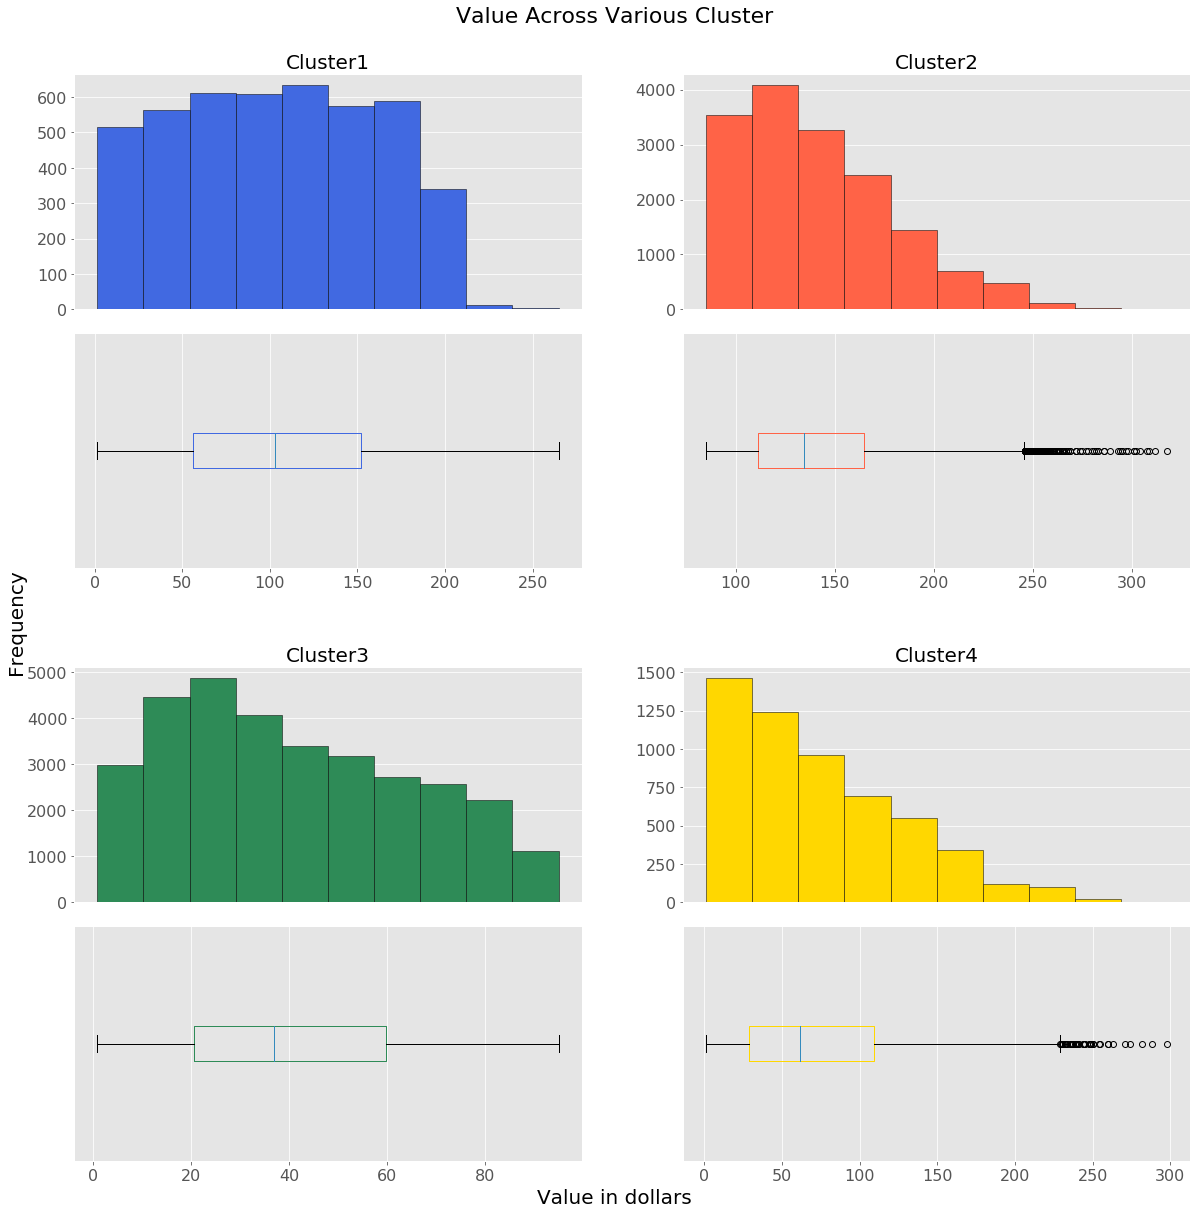 Value Across Various Cluster
Cluster1
600
500
400
300
200
100
0
0 50 100 150 200 250
Cluster2
4000
3000
2000
1000
0
100 150 200 250 300
Frequency
Cluster3
5000
4000
3000
2000
1000
0
0 20 40 60 80
Cluster4
1500
1250
1000
750
500
250
0
0 50 100 150 200 250 300
Value in dollars